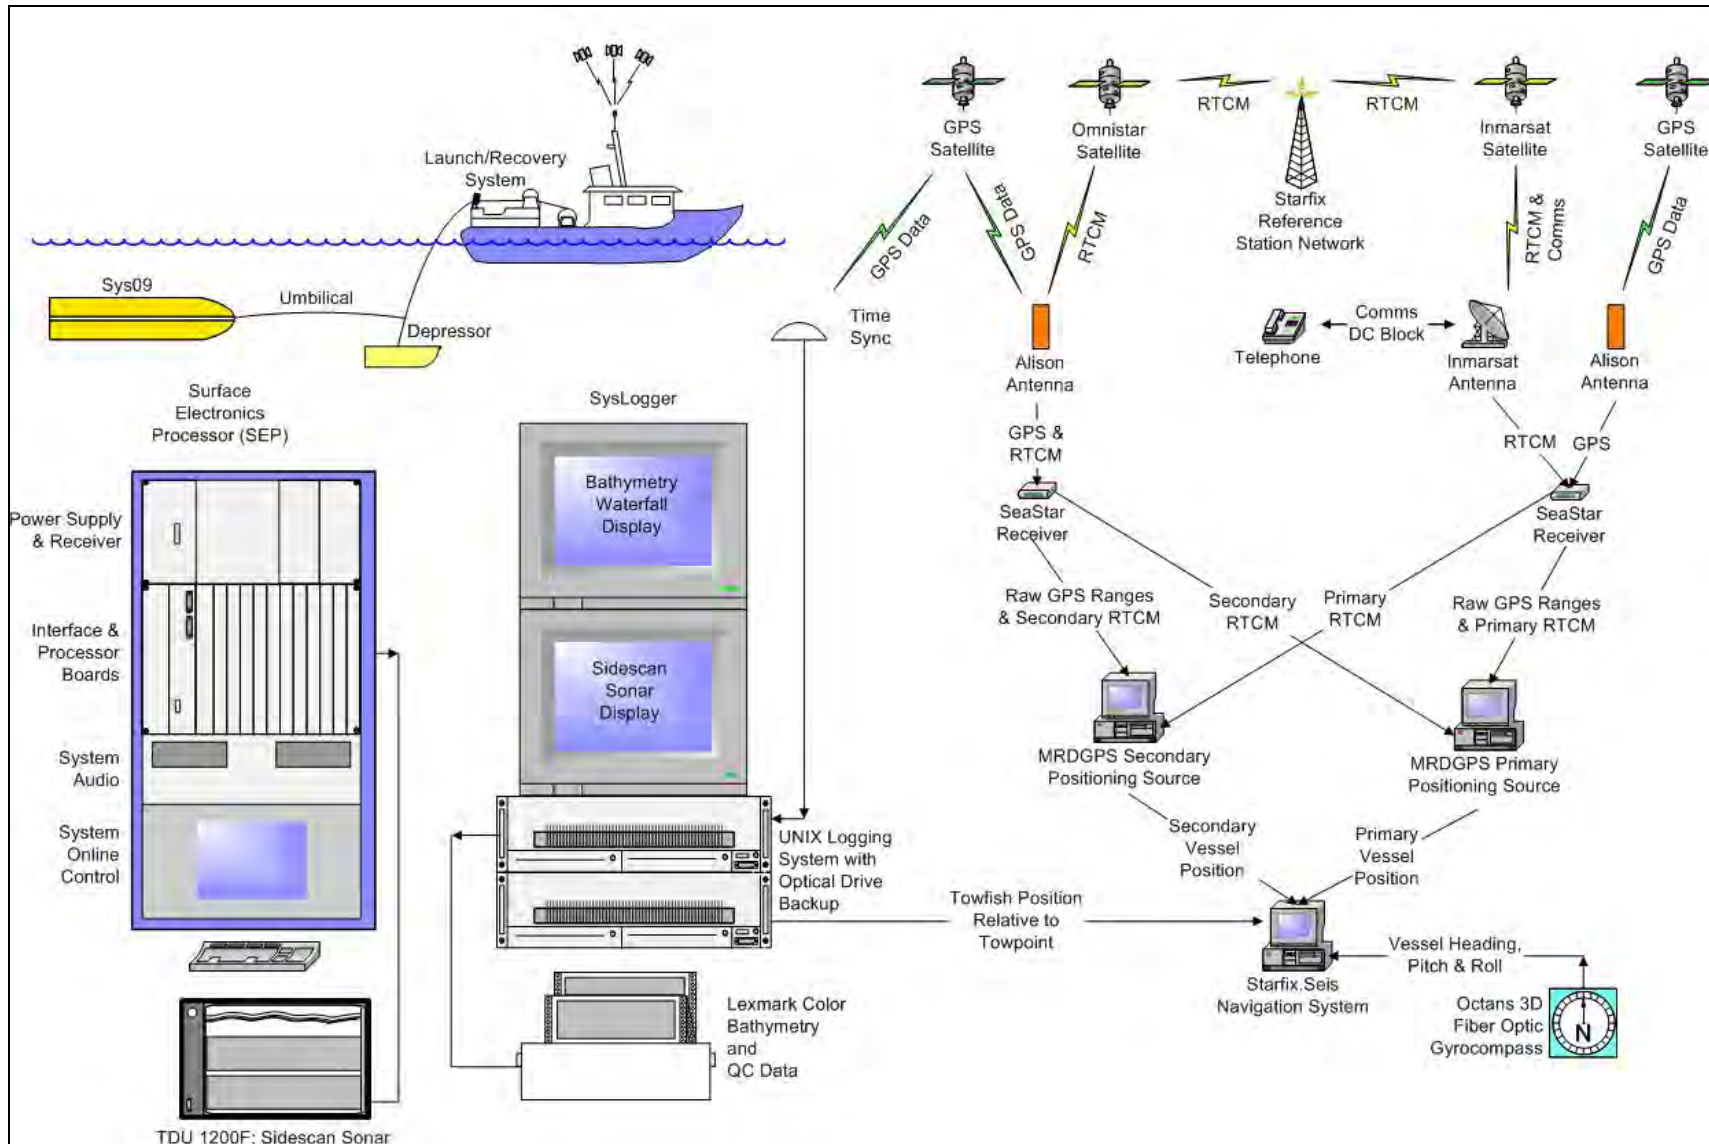 Launch/Recovery
System
Sys09
Umbilical
Depressor
GPS
Satellite
Omnistar
Satellite
RTCM
RTCM
Starfix
Reference
Station Network
Inmarsat
Satellite
GPS
Satellite
GPS Data
GPS Data
RTCM
RTCM &
Comms
GPS Data
Time
Sync
Alison
Antenna
Telephone
Comms
DC Block
Inmarsat
Antenna
Alison
Antenna
Surface
Electronics
Processor (SEP)
SysLogger
GPS &
RTCM
RTCM
GPS
Power Supply
& Receiver
Interface &
Processor
Boards
System
Audio
System
Online
Control
Bathymetry
Waterfall
Display
Sidescan
Sonar
Display
SeaStar
Receiver
SeaStar
Receiver
Raw GPS Ranges
& Secondary RTCM
Secondary
RTCM
Primary
RTCM
Raw GPS Ranges
& Primary RTCM
MRDGPS Secondary
Positioning Source
MRDGPS Primary
Positioning Source
UNIX Logging
System with
Optical Drive
Backup
Secondary
Vessel
Position
Primary
Vessel
Position
Towfish Position
Relative to
Towpoint
Vessel Heading,
Pitch & Roll
Starfix.Seis
Navigation System
Octans 3D
Fiber Optic
Gyrocompass
N
Lexmark Color
Bathymetry
and
QC Data
TDU 1200F: Sidescan Sonar